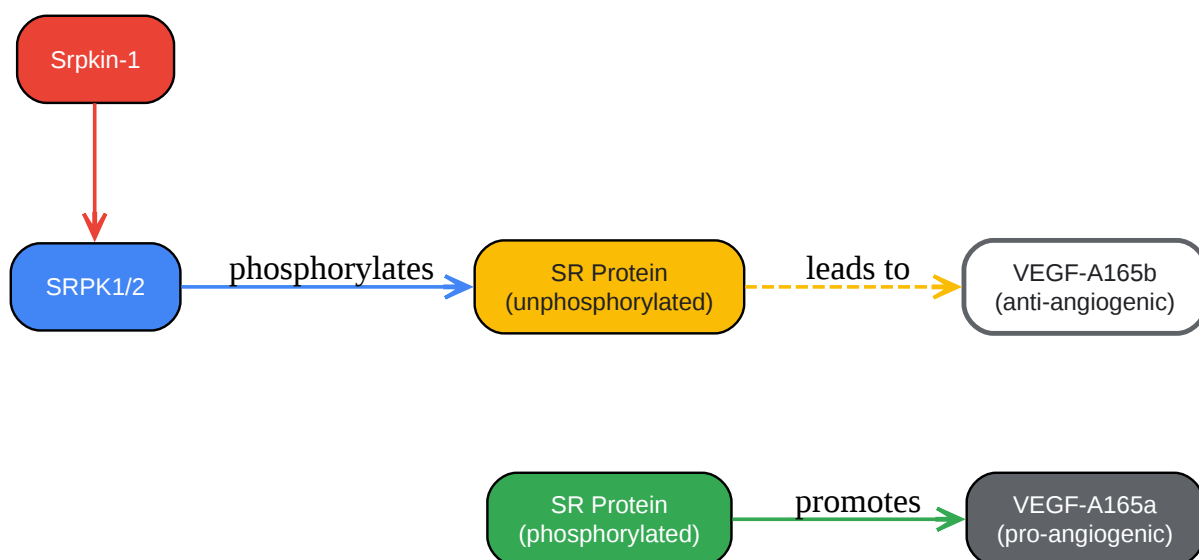 Srpkin-1
SRPK1/2
phosphorylates
SR Protein
(unphosphorylated)
leads to
VEGF-A165b
(anti-angiogenic)
SR Protein
(phosphorylated)
promotes
VEGF-A165a
(pro-angiogenic)